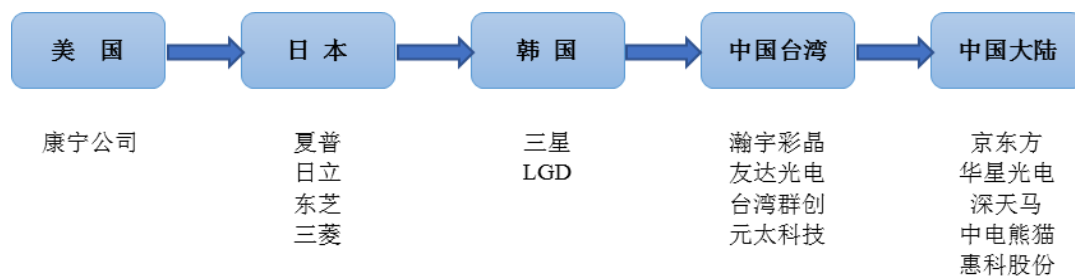 美 国
日 本
韩 国
中国台湾
中国大陆
康宁公司
夏普
日立
东芝
三菱
三星
LGD
瀚宇彩晶
友达光电
台湾群创
元太科技
京东方
华星光电
深天马
中电熊猫
惠科股份